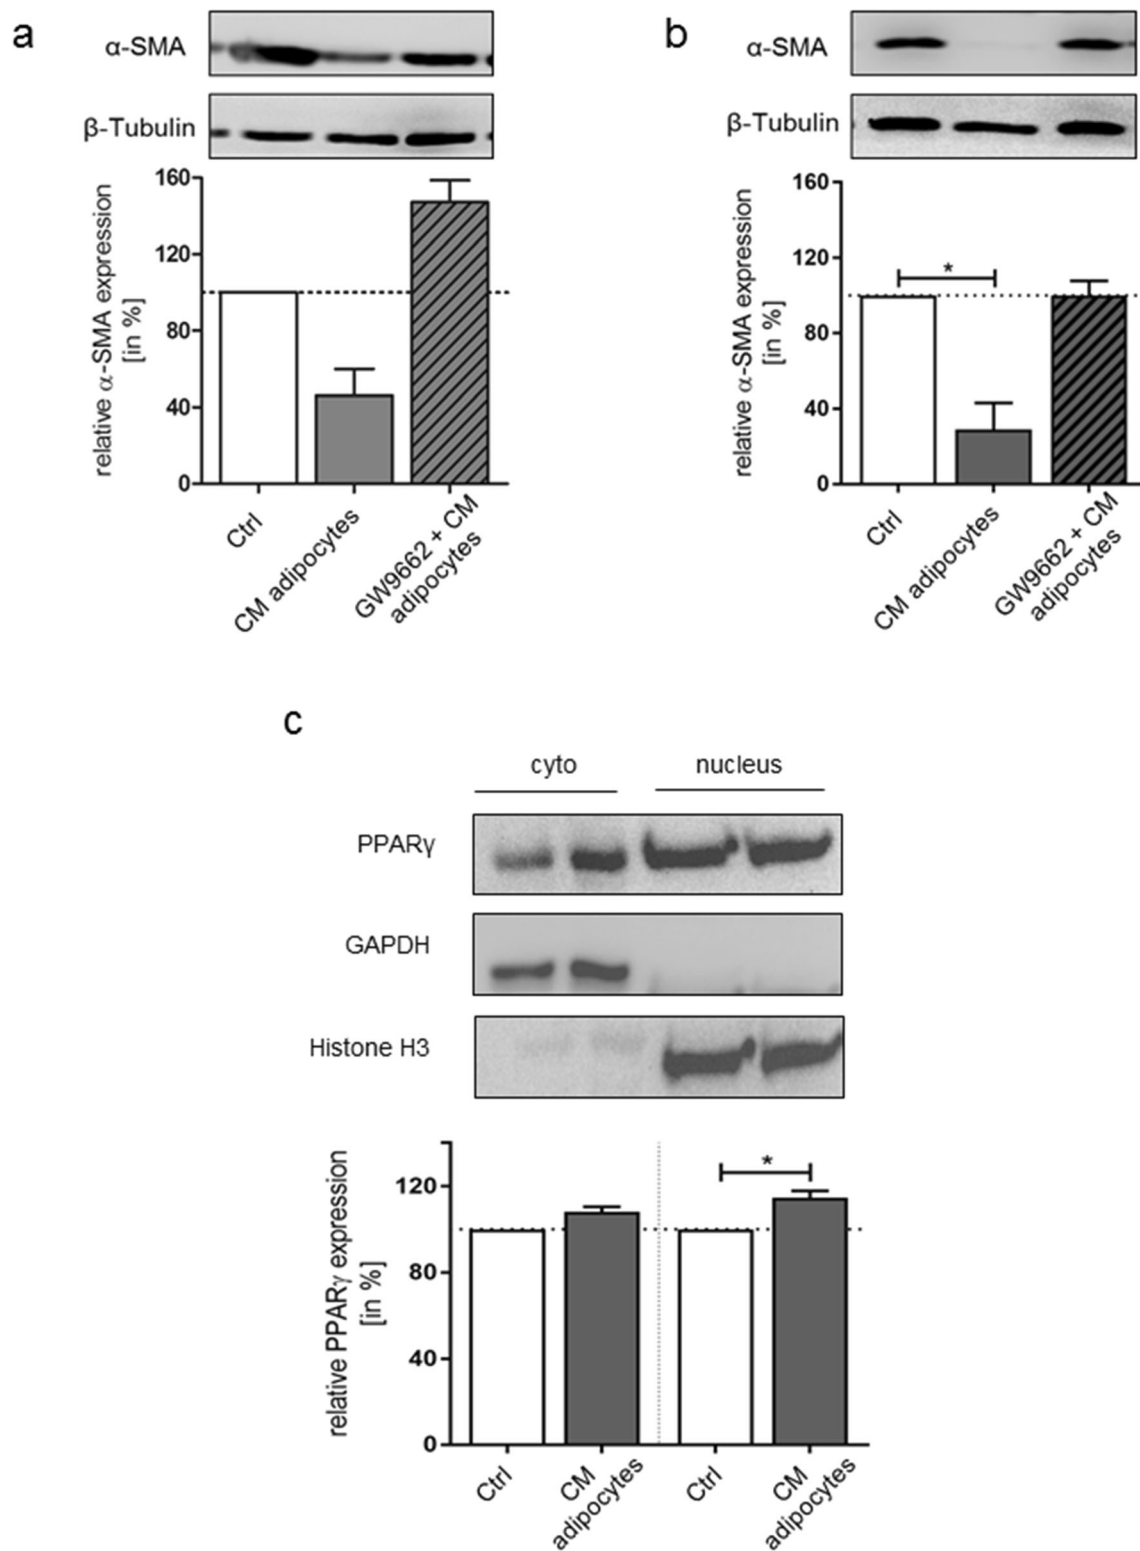 a
α-SMA
β-Tubulin
relative α-SMA expression
[in %]
160
120
80
40
0
Ctrl
CM adipocytes
GW9662 + CM
adipocytes
b
α-SMA
β-Tubulin
relative α-SMA expression
[in %]
160
120
80
40
0
*
Ctrl
CM adipocytes
GW9662 + CM
adipocytes
c
cyto nucleus
PPARγ
GAPDH
Histone H3
relative PPARγ expression
[in %]
120
80
40
0
*
Ctrl
CM
adipocytes
Ctrl
CM
adipocytes